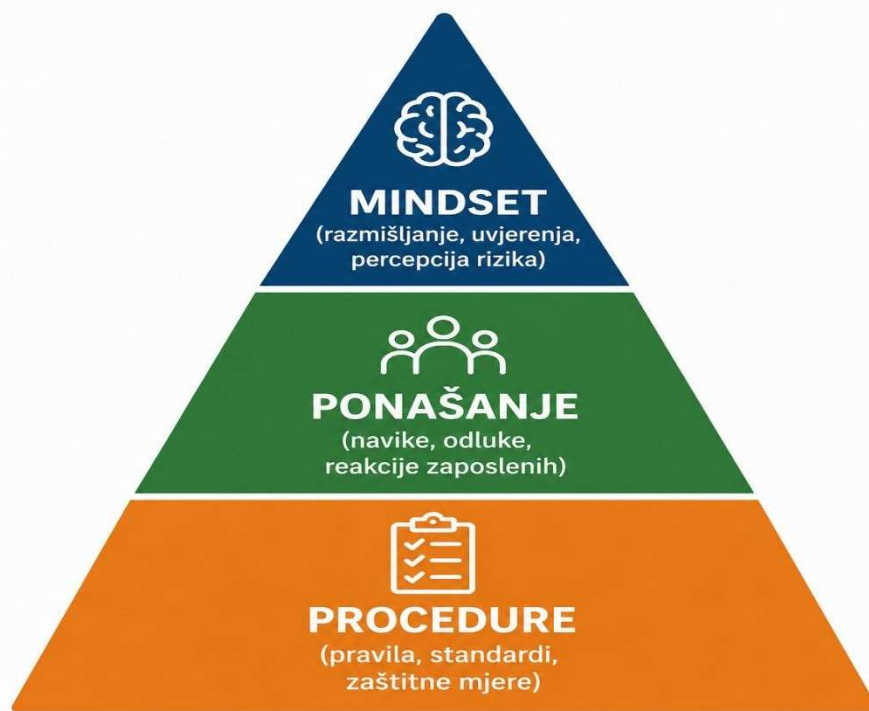 MINDSET
(razmišljanje, uvjerenja,
percepcija rizika)
PONAŠANJE
(navike, odluke,
reakcije zaposlenih)
PROCEDURE
(pravila, standardi,
zaštitne mjere)